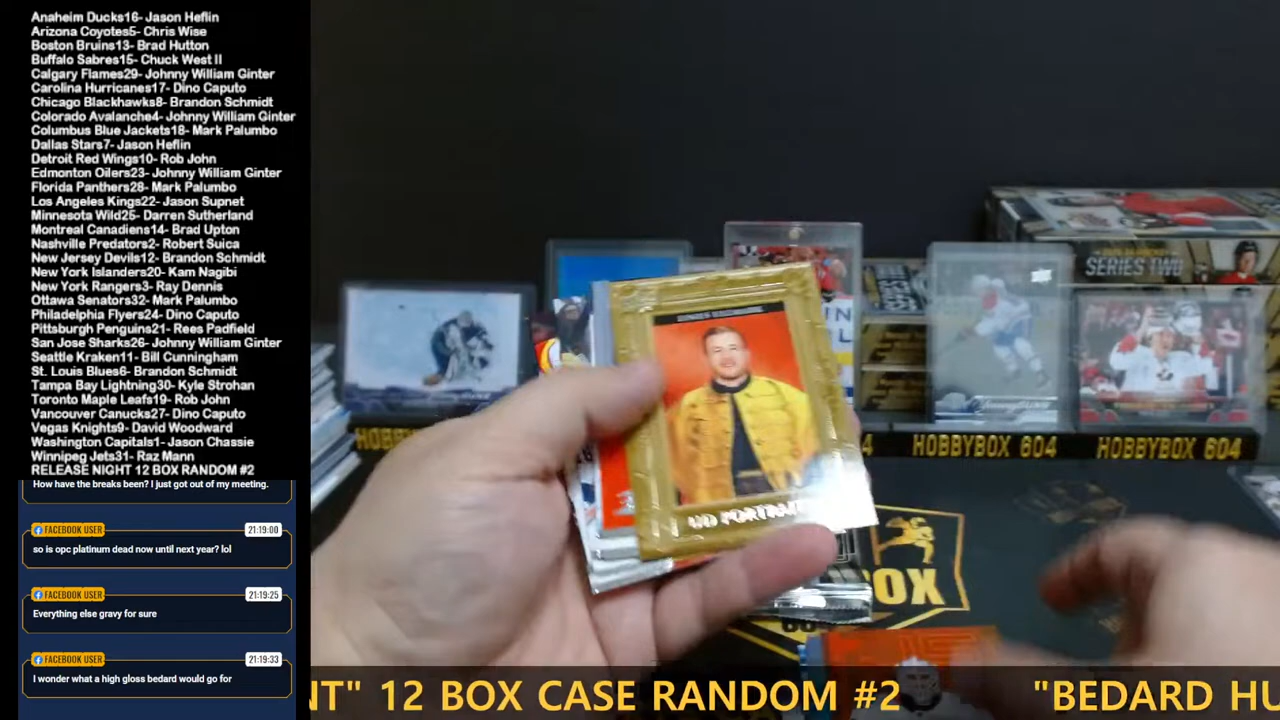 Anaheim Ducks16- Jason Heflin
Arizona Coyotes5- Chris Wise
Boston Bruins13- Brad Hutton
Buffalo Sabres15- Chuck West II
Calgary Flames29- Johnny William Ginter
Carolina Hurricanes17- Dino Caputo
Chicago Blackhawks8- Brandon Schmidt
Colorado Avalanche4- Johnny William Ginter
Columbus Blue Jackets18- Mark Palumbo
Dallas Stars7- Jason Heflin
Detroit Red Wings10- Rob John
Edmonton Oilers23- Johnny William Ginter
Florida Panthers28- Mark Palumbo
Los Angeles Kings22- Jason Supnet
Minnesota Wild25- Darren Sutherland
Montreal Canadiens14- Brad Upton
Nashville Predators2- Robert Suica
New Jersey Devils12- Brandon Schmidt
New York Islanders20- Kam Nagibi
New York Rangers3- Ray Dennis
Ottawa Senators32- Mark Palumbo
Philadelphia Flyers24- Dino Caputo
Pittsburgh Penguins21- Rees Padfield
San Jose Sharks26- Johnny William Ginter
Seattle Kraken11- Bill Cunningham
St. Louis Blues6- Brandon Schmidt
Tampa Bay Lightning30- Kyle Strohan
Toronto Maple Leafs19- Rob John
Vancouver Canucks27- Dino Caputo
Vegas Knights9- David Woodward
Washington Capitals1- Jason Chassie
Winnipeg Jets31- Raz Mann
RELEASE NIGHT 12 BOX RANDOM #2
How have the breaks been? I just got out of my meeting.
FACEBOOK USER 21:19:00
so is opc platinum dead now until next year? lol
FACEBOOK USER 21:19:25
Everything else gravy for sure
FACEBOOK USER 21:19:33
I wonder what a high gloss bedard would go for
SERIES TWO
UD PORTRAITS
HOBBYBOX 604
HOBBYBOX 604
OX
NT" 12 BOX CASE RANDOM #2 "BEDARD HU